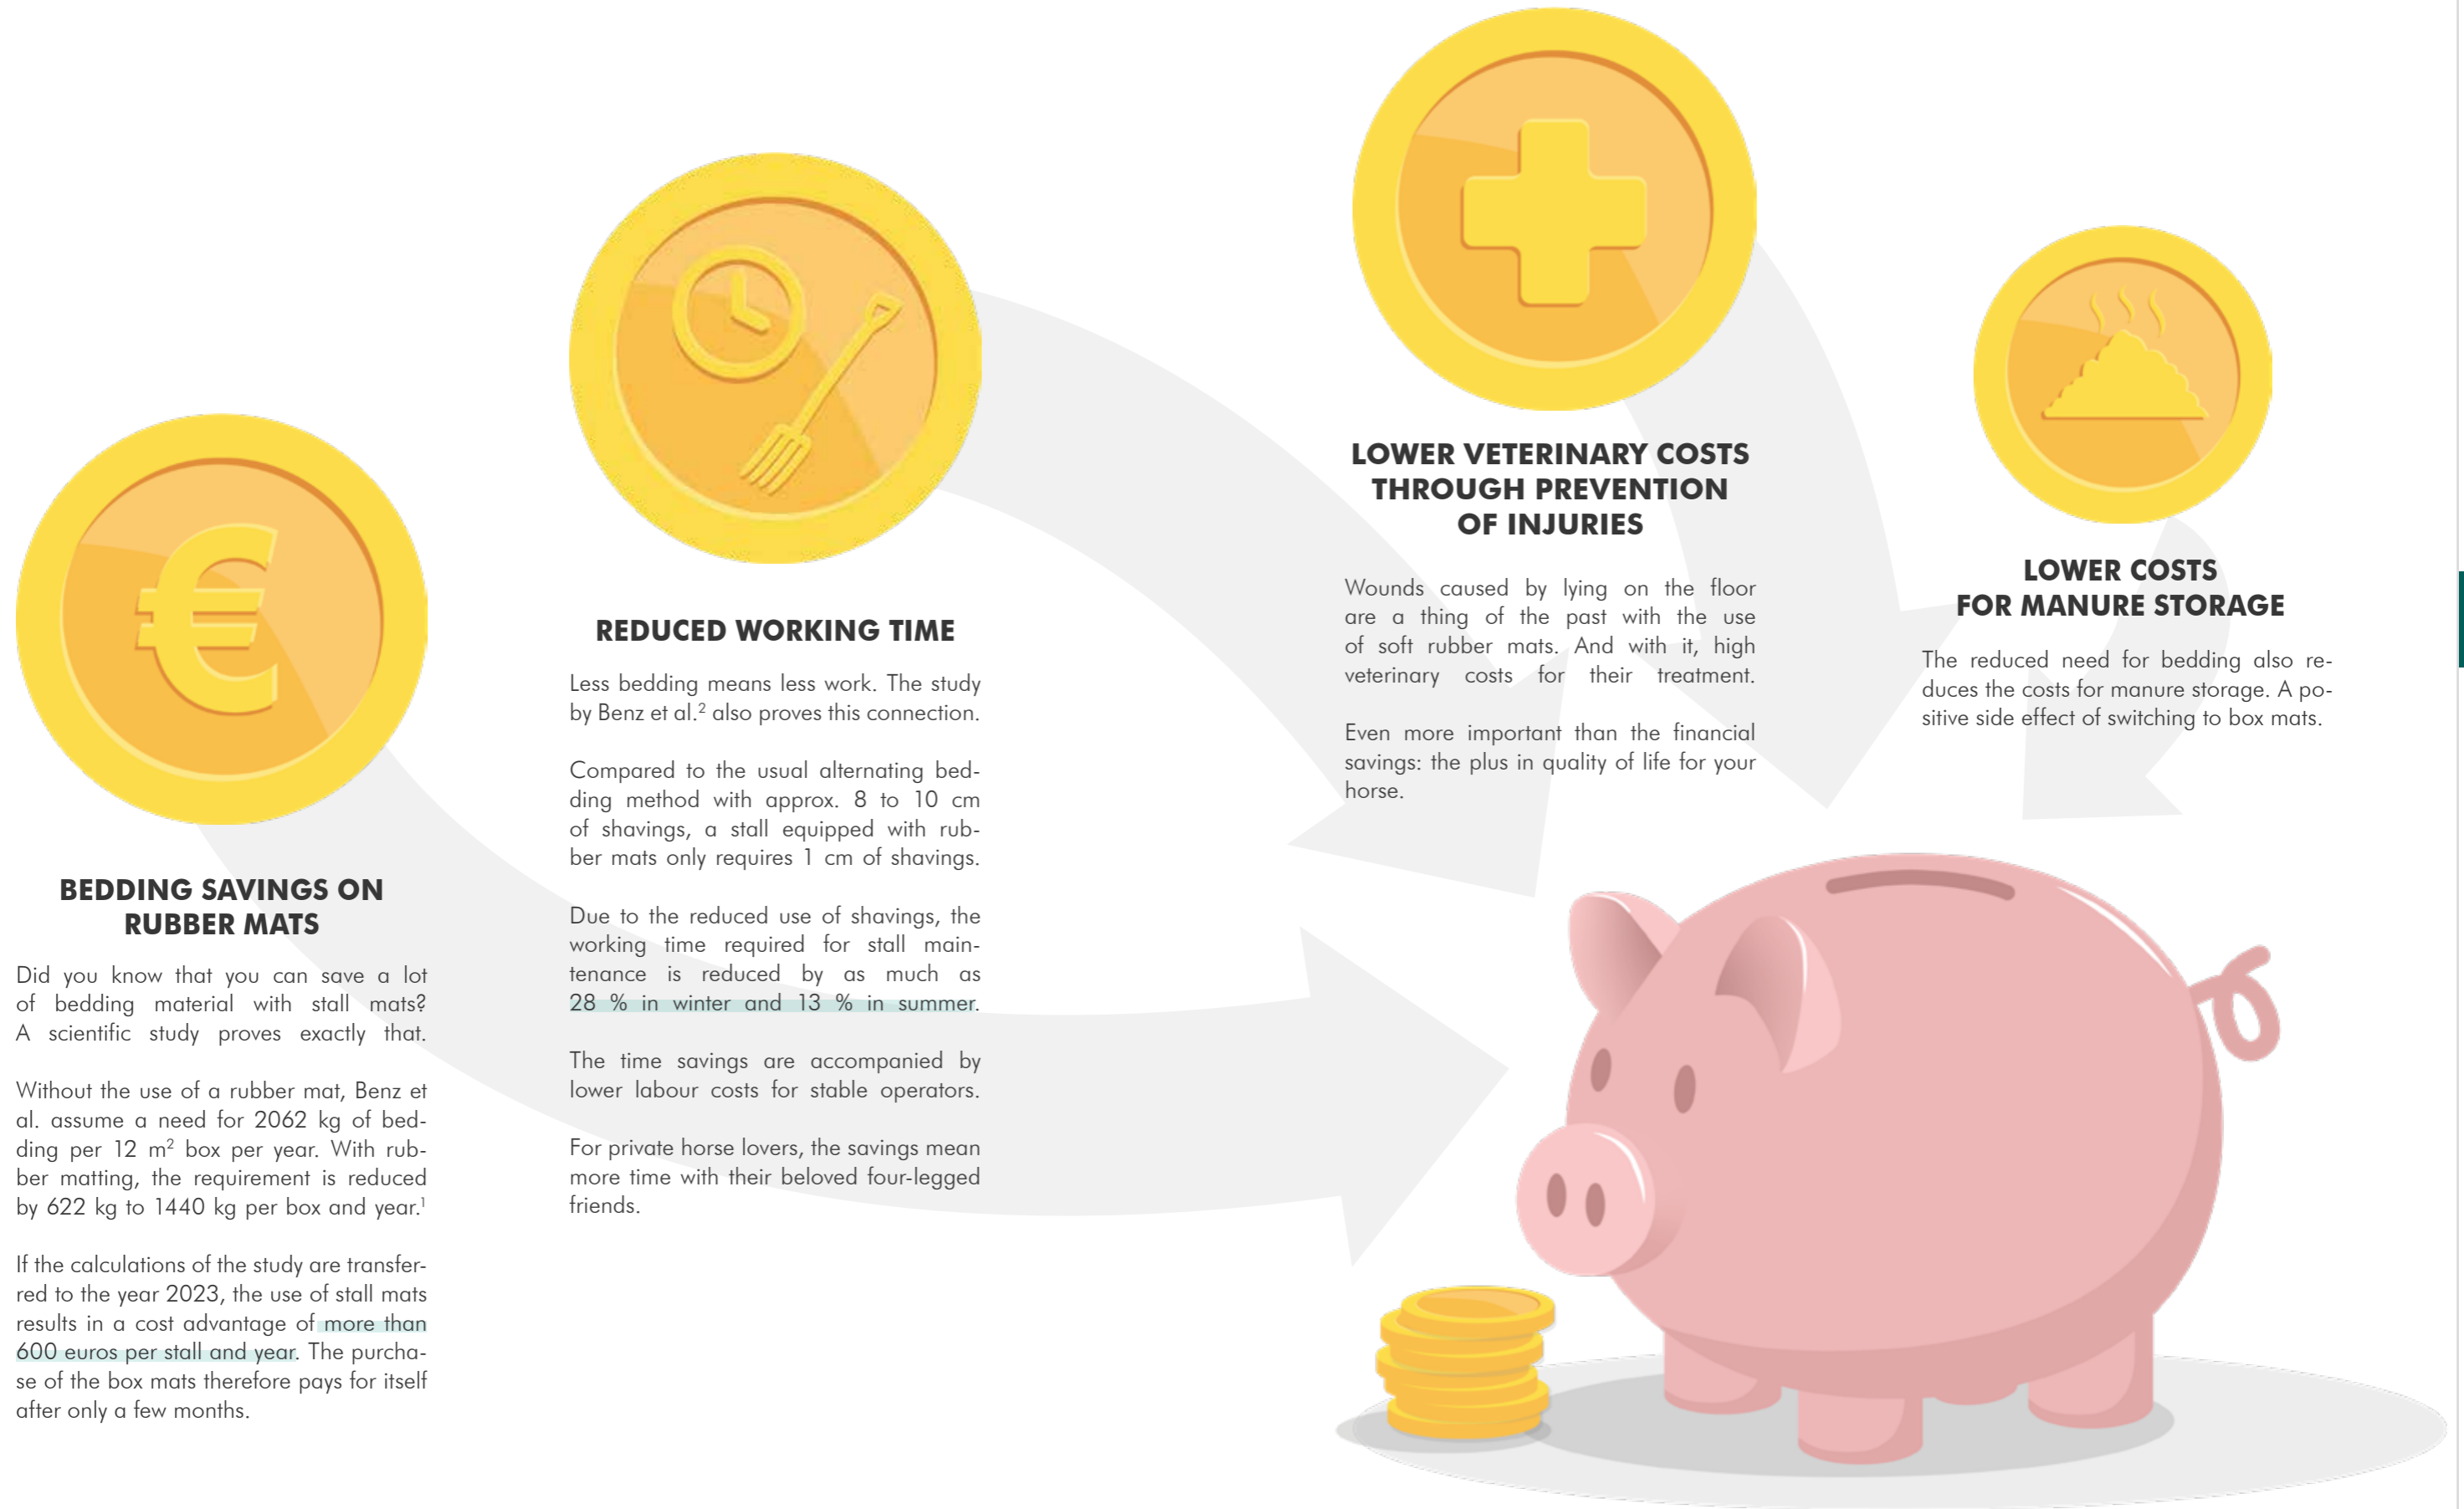 €
BEDDING SAVINGS ON
RUBBER MATS
Did you know that you can save a lot
of bedding material with stall mats?
A scientific study proves exactly that.
Without the use of a rubber mat, Benz et
al. assume a need for 2062 kg of bed-
ding per 12 m² box per year. With rub-
ber matting, the requirement is reduced
by 622 kg to 1440 kg per box and year.¹
If the calculations of the study are transfer-
red to the year 2023, the use of stall mats
results in a cost advantage of more than
600 euros per stall and year. The purcha-
se of the box mats therefore pays for itself
after only a few months.
REDUCED WORKING TIME
Less bedding means less work. The study
by Benz et al.² also proves this connection.
Compared to the usual alternating bed-
ding method with approx. 8 to 10 cm
of shavings, a stall equipped with rub-
ber mats only requires 1 cm of shavings.
Due to the reduced use of shavings, the
working time required for stall main-
tenance is reduced by as much as
28 % in winter and 13 % in summer.
The time savings are accompanied by
lower labour costs for stable operators.
For private horse lovers, the savings mean
more time with their beloved four-legged
friends.
LOWER VETERINARY COSTS
THROUGH PREVENTION
OF INJURIES
Wounds caused by lying on the floor
are a thing of the past with the use
of soft rubber mats. And with it, high
veterinary costs for their treatment.
Even more important than the financial
savings: the plus in quality of life for your
horse.
LOWER COSTS
FOR MANURE STORAGE
The reduced need for bedding also re-
duces the costs for manure storage. A po-
sitive side effect of switching to box mats.